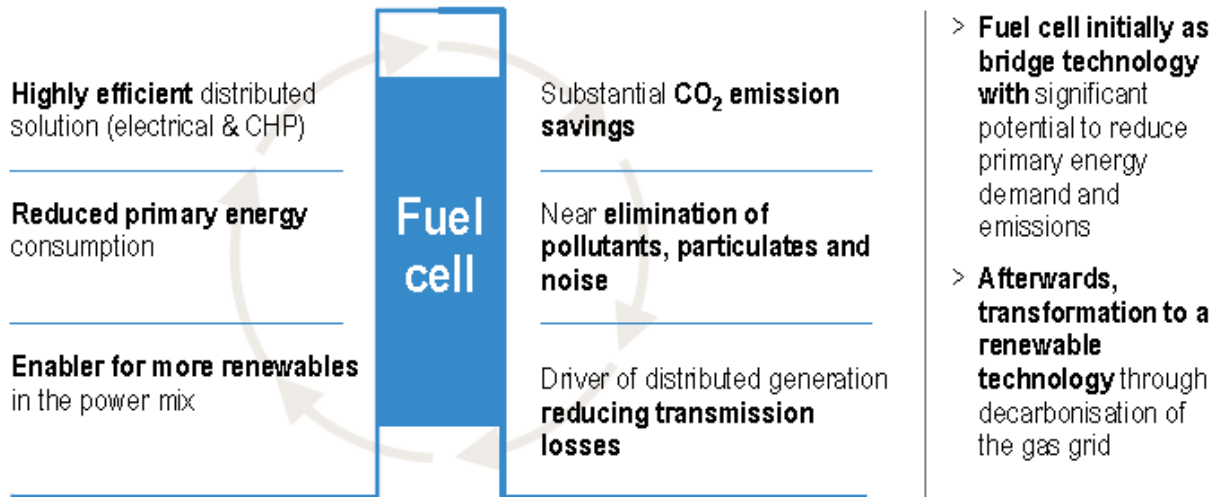 Highly efficient distributed
solution (electrical & CHP)
Reduced primary energy
consumption
Enabler for more renewables
in the power mix
Fuel
cell
Substantial CO₂ emission
savings
Near elimination of
pollutants, particulates and
noise
Driver of distributed generation
reducing transmission
losses
> Fuel cell initially as
bridge technology
with significant
potential to reduce
primary energy
demand and
emissions
> Afterwards,
transformation to a
renewable
technology through
decarbonisation of
the gas grid